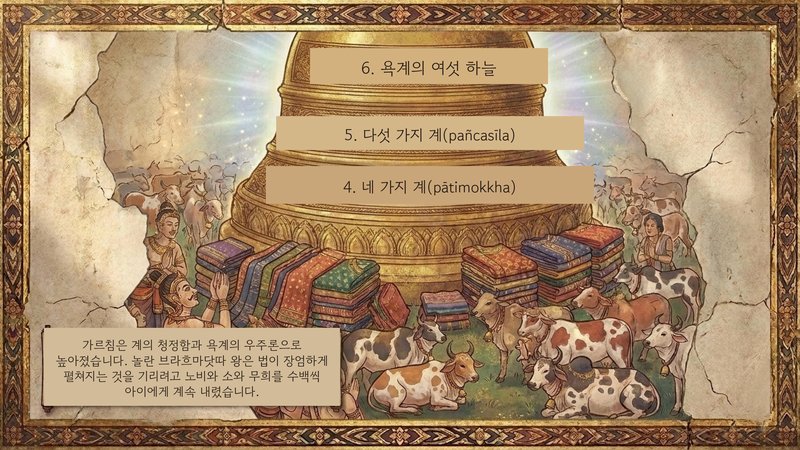 6. 욕계의 여섯 하늘
5. 다섯 가지 계(pañcasīla)
4. 네 가지 계(pātimokkha)
가르침은 계의 청정함과 욕계의 우주론으로
높아졌습니다. 놀란 브라흐마닷따 왕은 법이 장엄하게
펼쳐지는 것을 기리려고 노비와 소와 무희를 수백씩
아이에게 계속 내렸습니다.